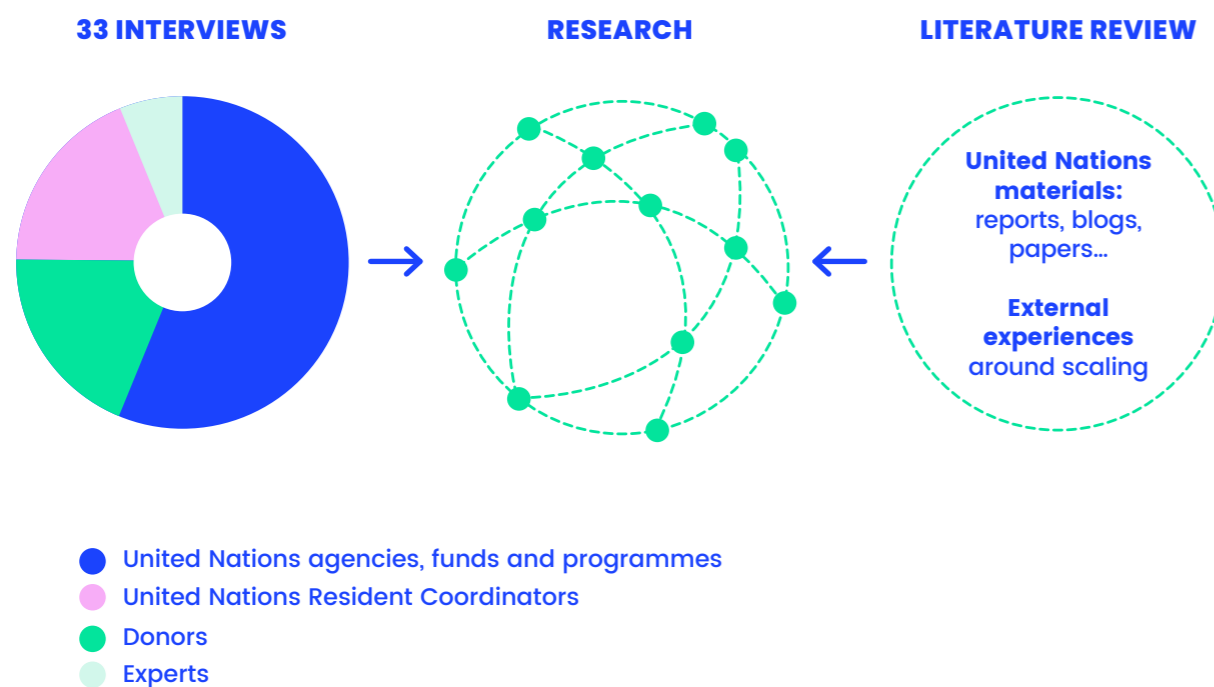 33 INTERVIEWS
RESEARCH
LITERATURE REVIEW
United Nations
materials:
reports, blogs,
papers...
External
experiences
around scaling
United Nations agencies, funds and programmes
United Nations Resident Coordinators
Donors
Experts